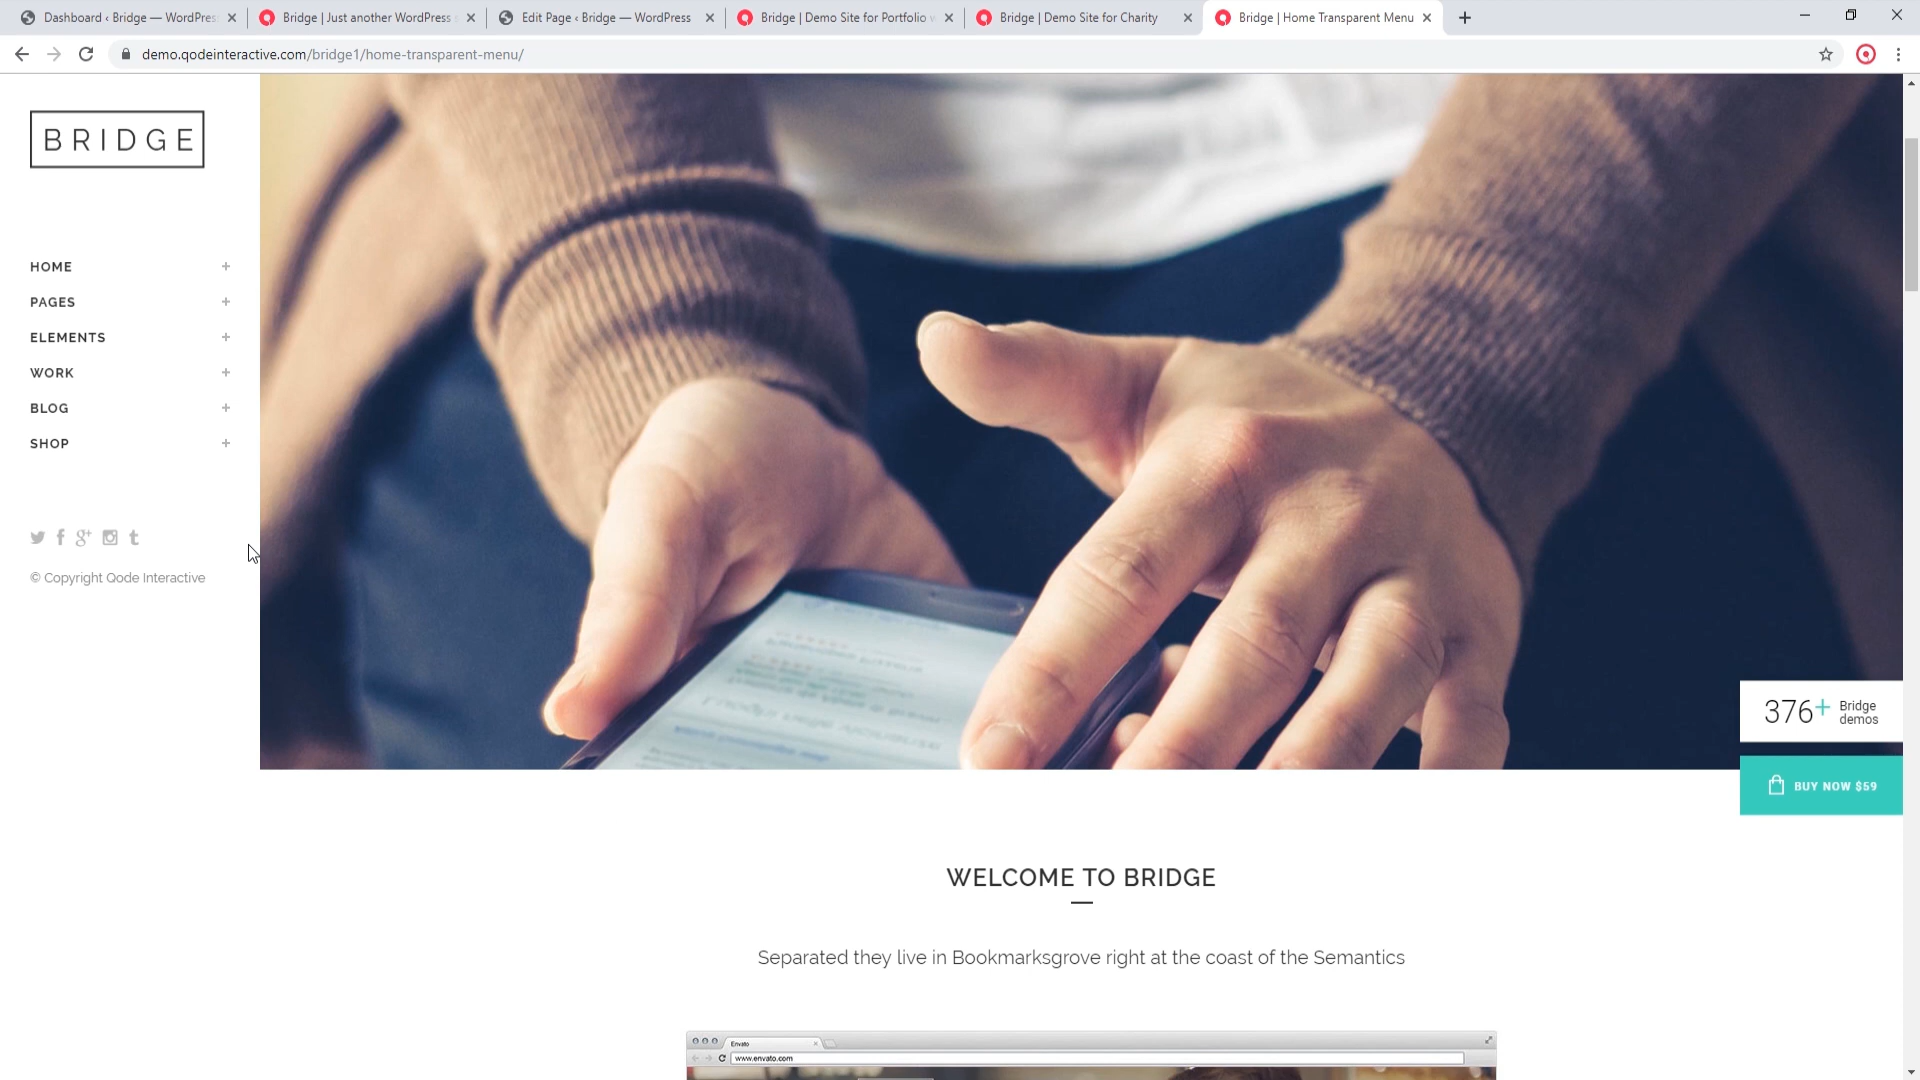 Dashboard ‹ Bridge — WordPres
Bridge | Just another WordPress s
Edit Page ‹ Bridge — WordPress
Bridge | Demo Site for Portfolio w
Bridge | Demo Site for Charity
Bridge | Home Transparent Menu
demo.qodeinteractive.com/bridge1/home-transparent-menu/
BRIDGE
HOME
PAGES
ELEMENTS
WORK
BLOG
SHOP
© Copyright Qode Interactive
376+ Bridge demos
BUY NOW $59
WELCOME TO BRIDGE
Separated they live in Bookmarksgrove right at the coast of the Semantics
Envato
www.envato.com